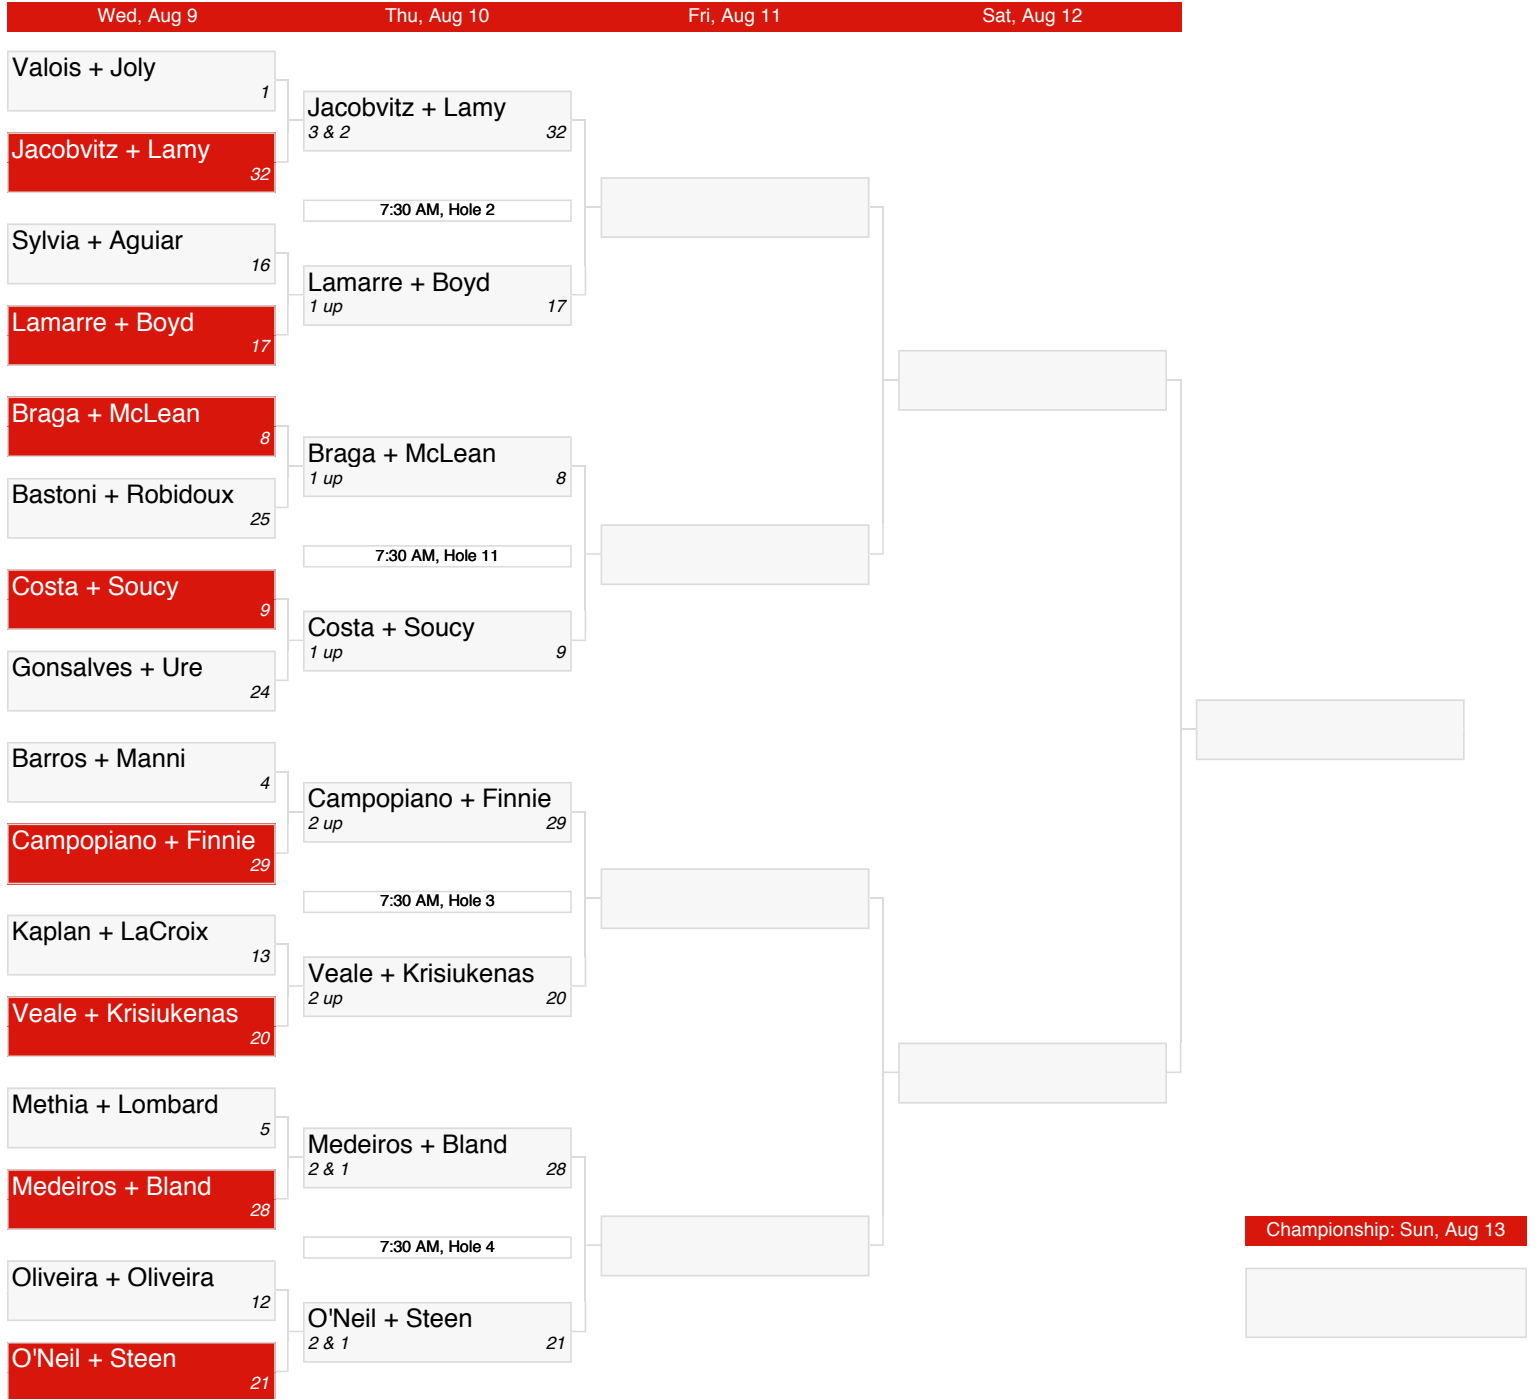 Wed, Aug 9
Thu, Aug 10
Fri, Aug 11
Sat, Aug 12
Valois + Joly
1
Jacobvitz + Lamy
32
Sylvia + Aguiar
16
Lamarre + Boyd
17
Braga + McLean
8
Bastoni + Robidoux
25
Costa + Soucy
9
Gonsalves + Ure
24
Barros + Manni
4
Campopiano + Finnie
29
Kaplan + LaCroix
13
Veale + Krisiukenas
20
Methia + Lombard
5
Medeiros + Bland
28
Oliveira + Oliveira
12
O'Neil + Steen
21
Jacobvitz + Lamy
3 & 2 32
7:30 AM, Hole 2
Lamarre + Boyd
1 up 17
Braga + McLean
1 up 8
7:30 AM, Hole 11
Costa + Soucy
1 up 9
Campopiano + Finnie
2 up 29
7:30 AM, Hole 3
Veale + Krisiukenas
2 up 20
Medeiros + Bland
2 & 1 28
7:30 AM, Hole 4
O'Neil + Steen
2 & 1 21
Championship: Sun, Aug 13